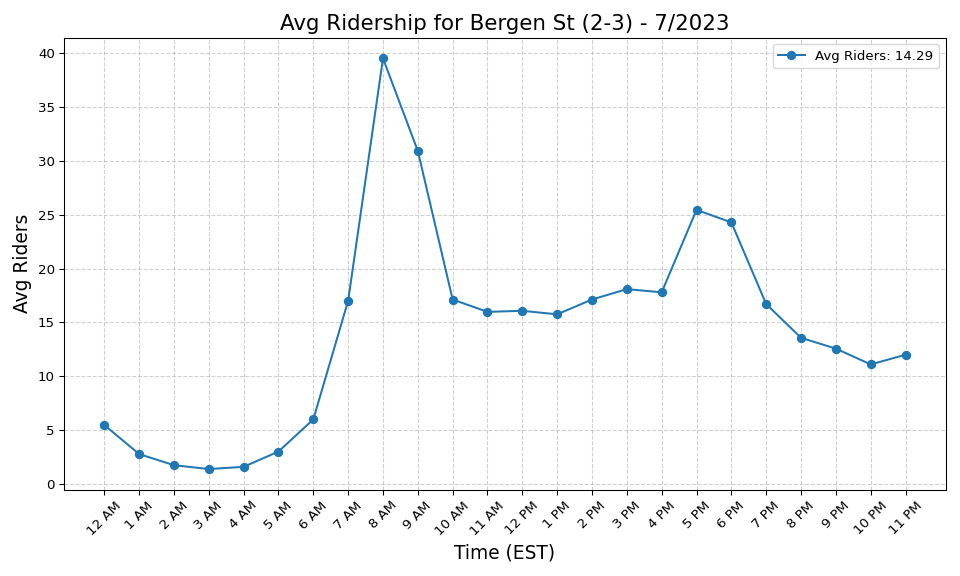 Avg Ridership for Bergen St (2-3) - 7/2023
Avg Riders: 14.29
Avg Riders
40
35
30
25
20
15
10
5
0
12 AM
1 AM
2 AM
3 AM
4 AM
5 AM
6 AM
7 AM
8 AM
9 AM
10 AM
11 AM
12 PM
1 PM
2 PM
3 PM
4 PM
5 PM
6 PM
7 PM
8 PM
9 PM
10 PM
11 PM
Time (EST)